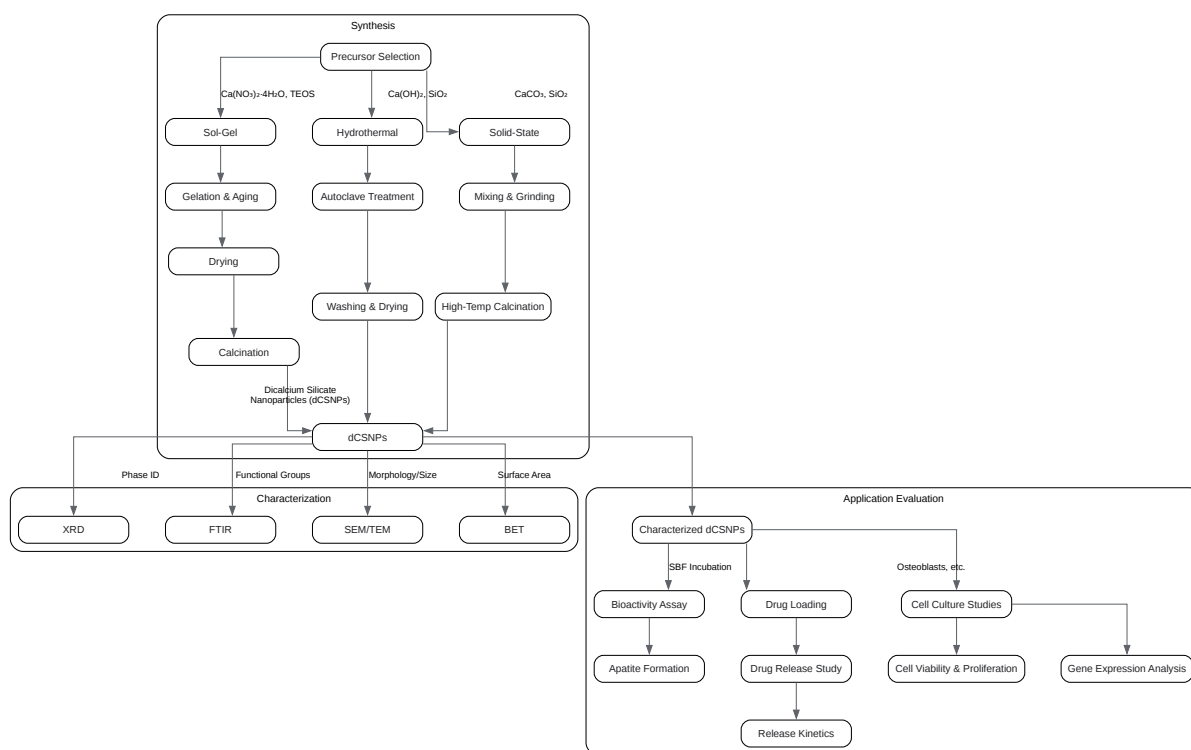 Synthesis
Precursor Selection
Ca(NO₃)₂·4H₂O, TEOS
Ca(OH)₂, SiO₂
CaCO₃, SiO₂
Sol-Gel
Hydrothermal
Solid-State
Gelation & Aging
Autoclave Treatment
Mixing & Grinding
Drying
Washing & Drying
High-Temp Calcination
Calcination
Dicalcium Silicate
Nanoparticles (dCSNPs)
dCSNPs
Phase ID
Functional Groups
Morphology/Size
Surface Area
Characterization
XRD
FTIR
SEM/TEM
BET
Application Evaluation
Characterized dCSNPs
SBF Incubation
Osteoblasts, etc.
Bioactivity Assay
Drug Loading
Cell Culture Studies
Apatite Formation
Drug Release Study
Cell Viability & Proliferation
Gene Expression Analysis
Release Kinetics